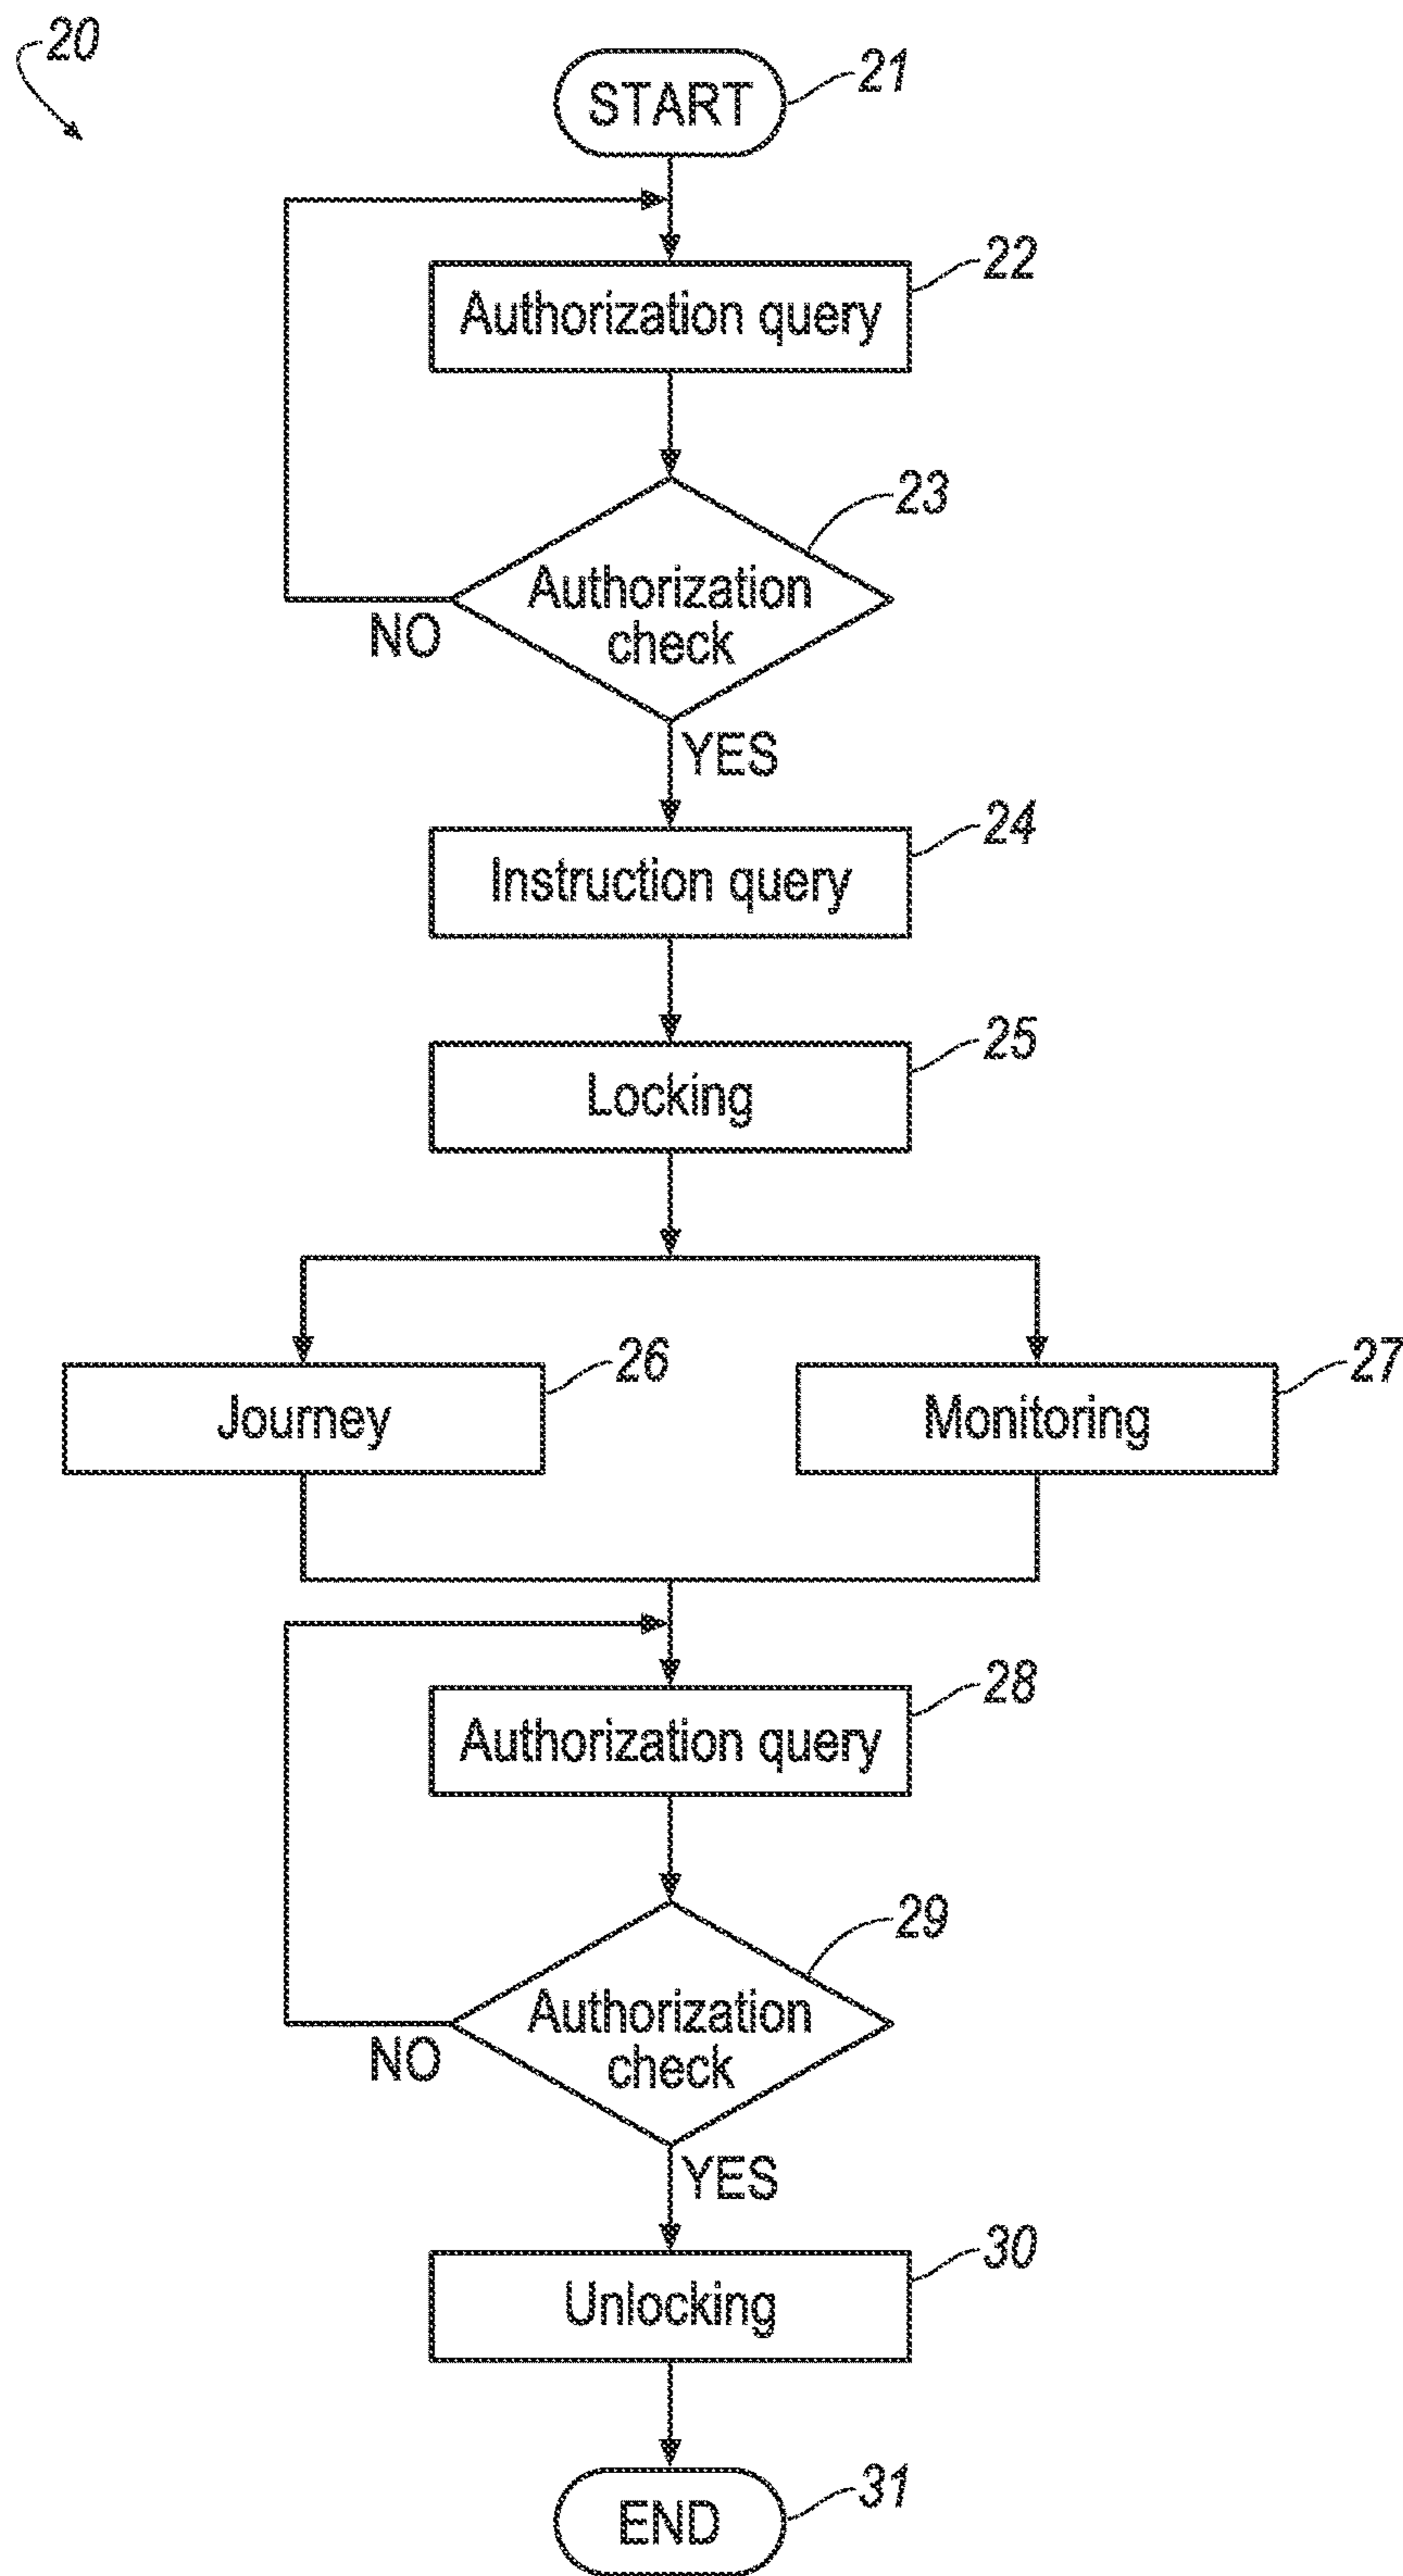 20
START
21
Authorization query
22
Authorization
check
23
NO
YES
Instruction query
24
Locking
25
Journey
26
Monitoring
27
Authorization query
28
Authorization
check
29
NO
YES
Unlocking
30
END
31